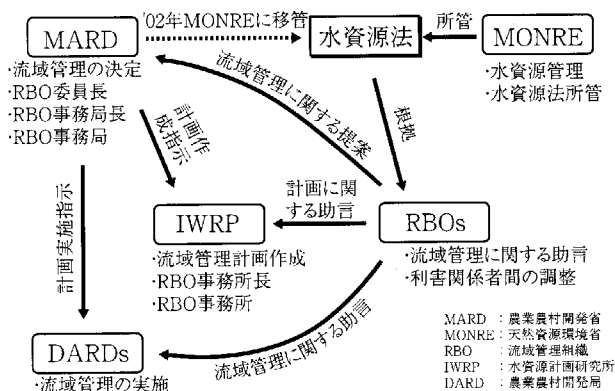 '02年MONREに移管
所管
MARD
水資源法
MONRE
・流域管理の決定
・RBO委員長
・RBO事務局長
・RBO事務局
・水資源管理
・水資源法所管
流域管理に関する提案
根拠
計画作
成指示
計画実施指示
計画に関
する助言
IWRP
RBOs
・流域管理計画作成
・RBO事務所長
・RBO事務所
・流域管理に関する助言
・利害関係者間の調整
流域管理に関する助言
DARDs
・流域管理の実施
MARD ：農業農村開発省
MONRE：天然資源環境省
RBO ：流域管理組織
IWRP ：水資源計画研究所
DARD ：農業農村開発局